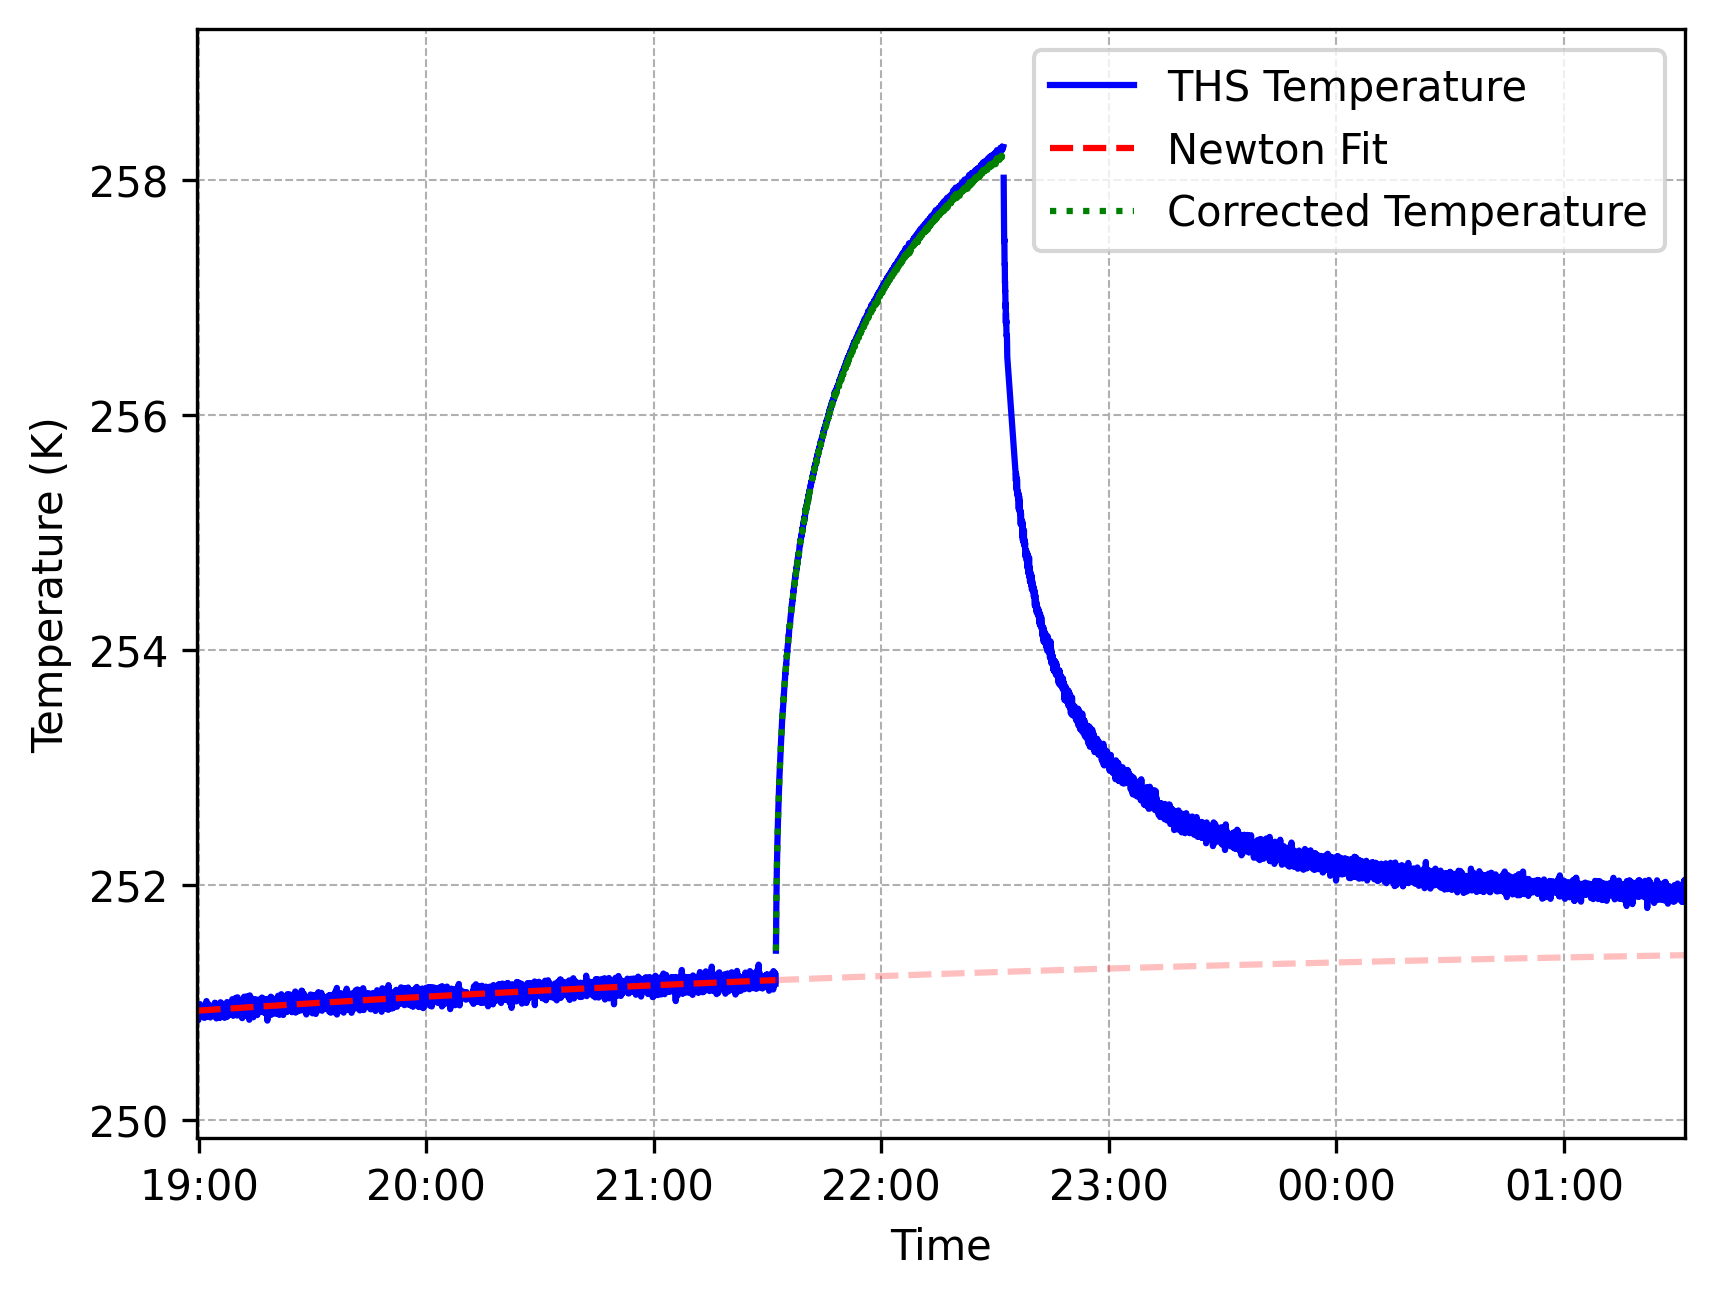 THS Temperature
Newton Fit
Corrected Temperature
258
256
254
252
250
Temperature (K)
19:00 20:00 21:00 22:00 23:00 00:00 01:00
Time